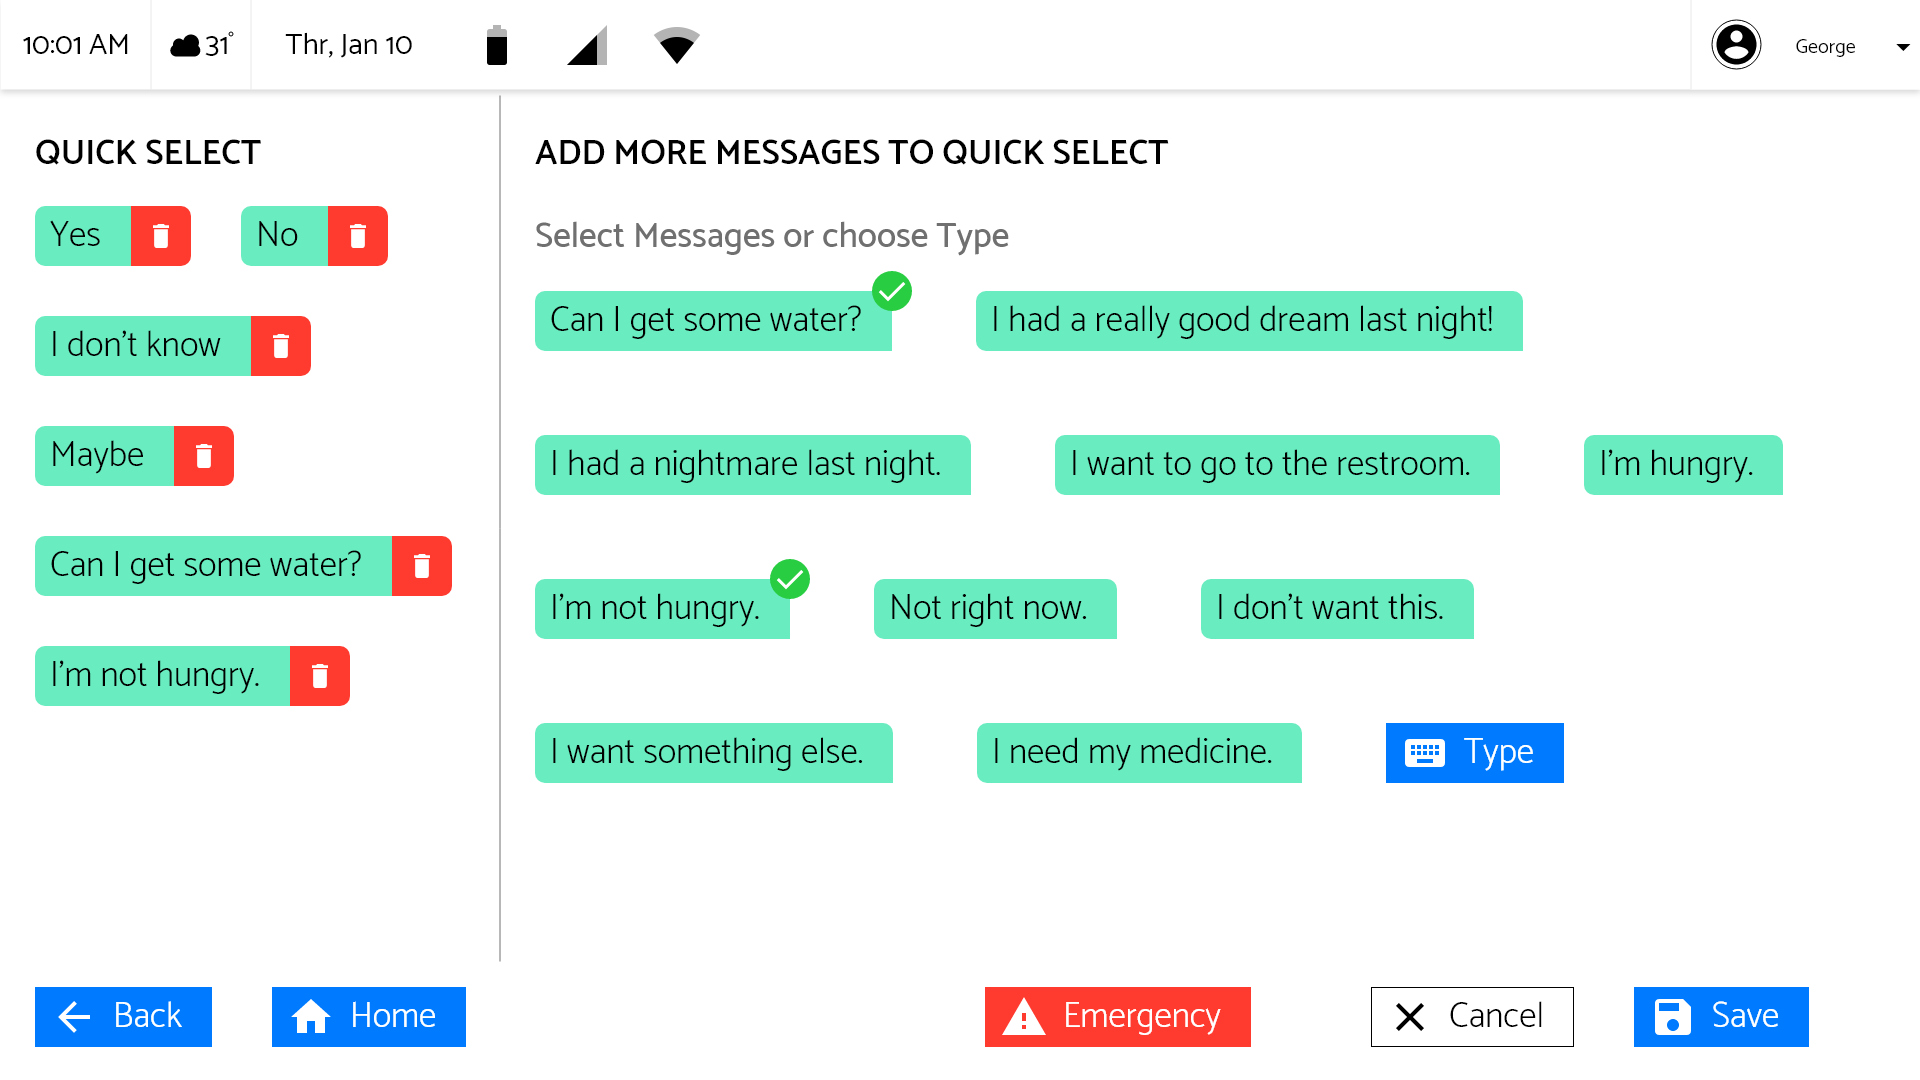 10:01 AM
31°
Thr, Jan 10
George
QUICK SELECT
Yes
No
I don't know
Maybe
Can I get some water?
I'm not hungry.
ADD MORE MESSAGES TO QUICK SELECT
Select Messages or choose Type
Can I get some water?
I had a really good dream last night!
I had a nightmare last night.
I want to go to the restroom.
I'm hungry.
I'm not hungry.
Not right now.
I don't want this.
I want something else.
I need my medicine.
Type
Back
Home
Emergency
Cancel
Save